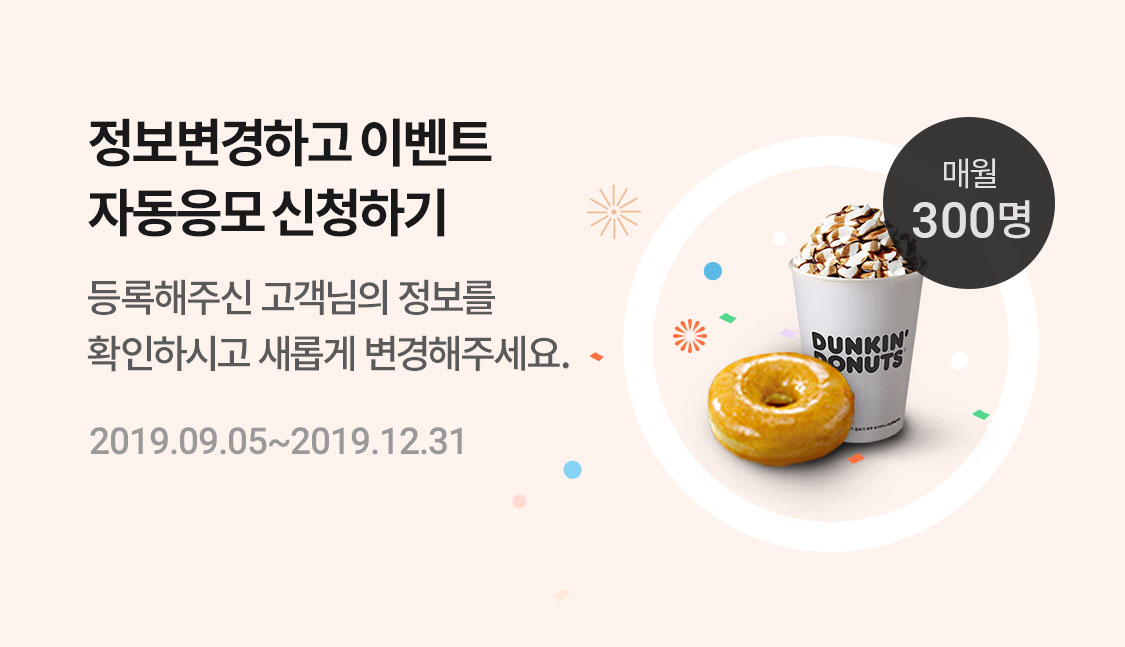 정보변경하고 이벤트
자동응모 신청하기
등록해주신 고객님의 정보를
확인하시고 새롭게 변경해주세요.
2019.09.05~2019.12.31
매월
300명
DUNKIN'
DONUTS